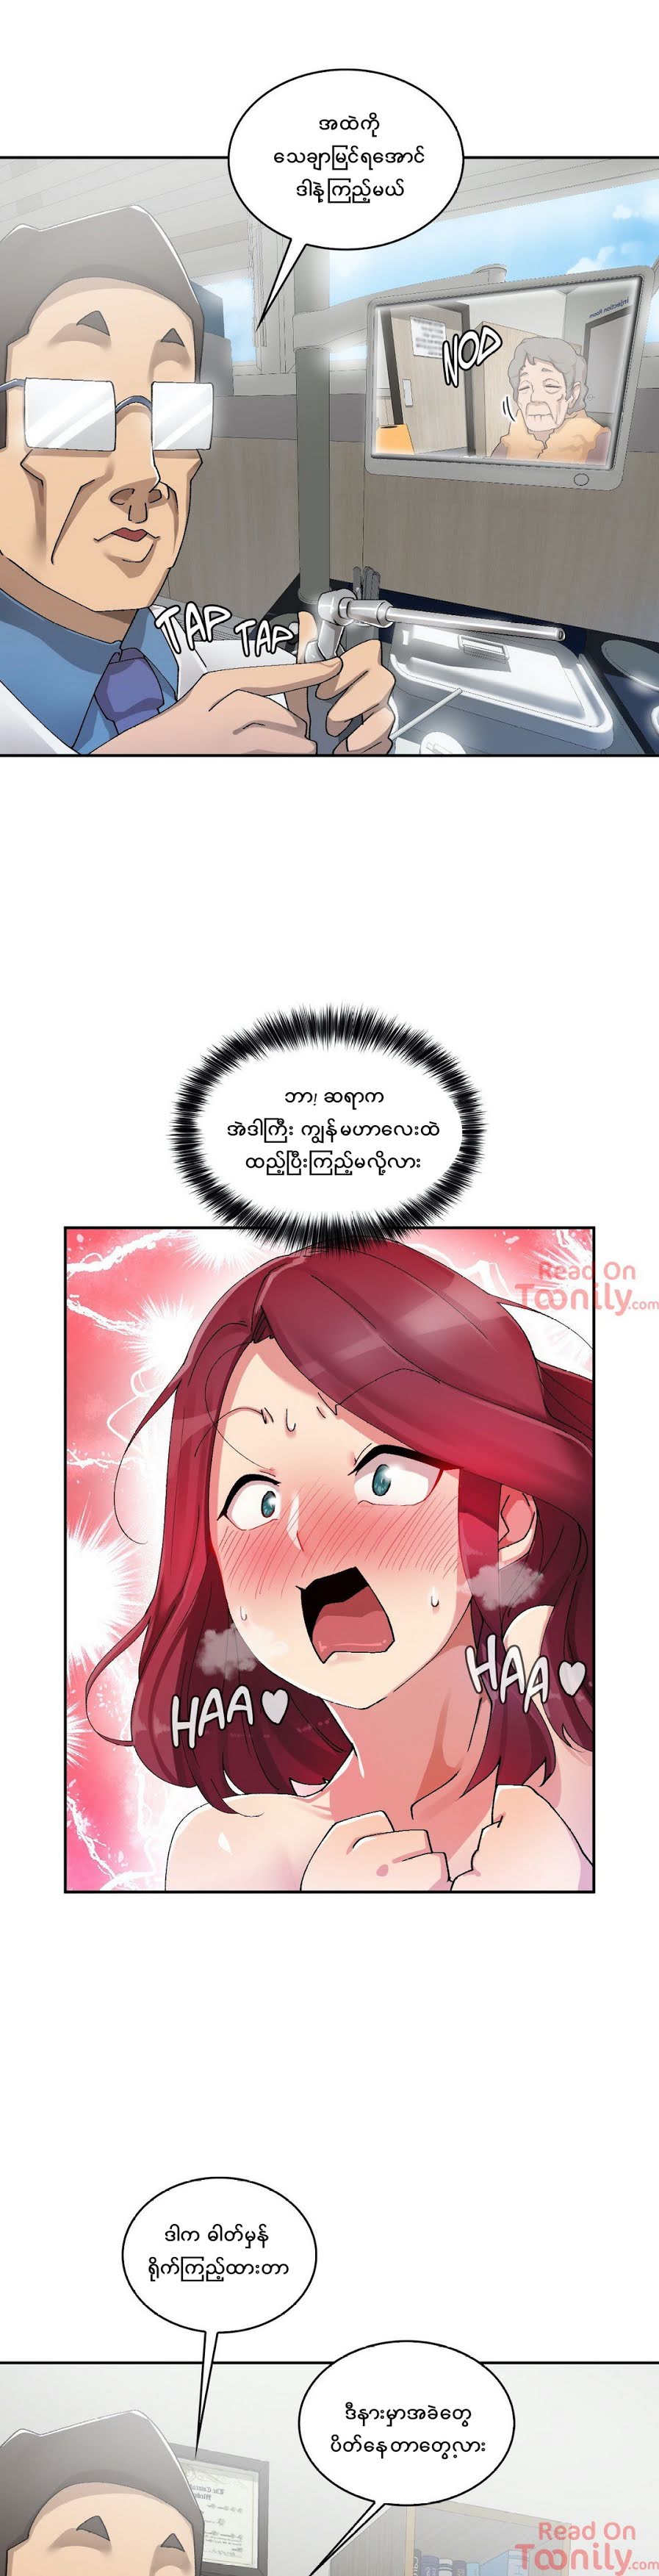 အထဲကို
သေချာမြင်ရအောင်
ဒါနဲ့ကြည့်မယ်
Injection Room
NOD
TAP TAP
ဘာ! ဆရာက
အဲဒါကြီး ကျွန်မဟာလေးထဲ
ထည့်ပြီးကြည့်မလို့လား
Read On
Toonily.com
HAA♥
HAA♥
ဒါက ဓါတ်မှန်
ရိုက်ကြည့်ထားတာ
ဒီနားမှာအခဲတွေ
ပိတ်နေတာတွေ့လား
Read On
Toonily.com